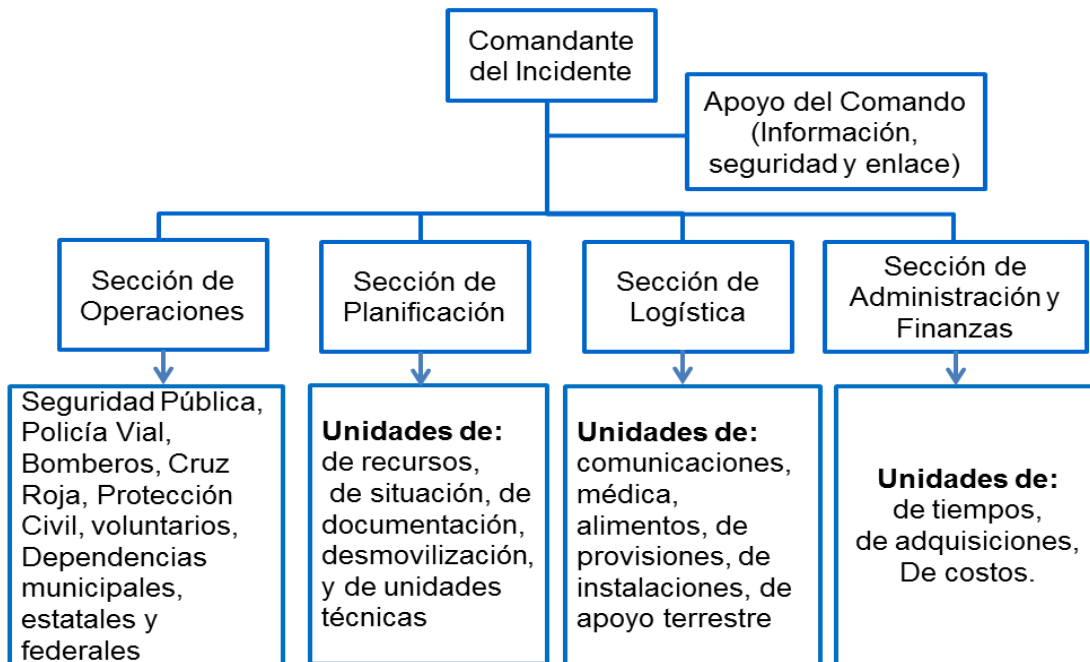 Comandante
del Incidente
Apoyo del Comando
(Información,
seguridad y enlace)
Sección de
Operaciones
Sección de
Planificación
Sección de
Logística
Sección de
Administración y
Finanzas
Seguridad Pública,
Policía Vial,
Bomberos, Cruz
Roja, Protección
Civil, voluntarios,
Dependencias
municipales,
estatales y
federales
Unidades de:
de recursos,
de situación, de
documentación,
desmovilización,
y de unidades
técnicas
Unidades de:
comunicaciones,
médica,
alimentos, de
provisiones, de
instalaciones, de
apoyo terrestre
Unidades de:
de tiempos,
de adquisiciones,
De costos.